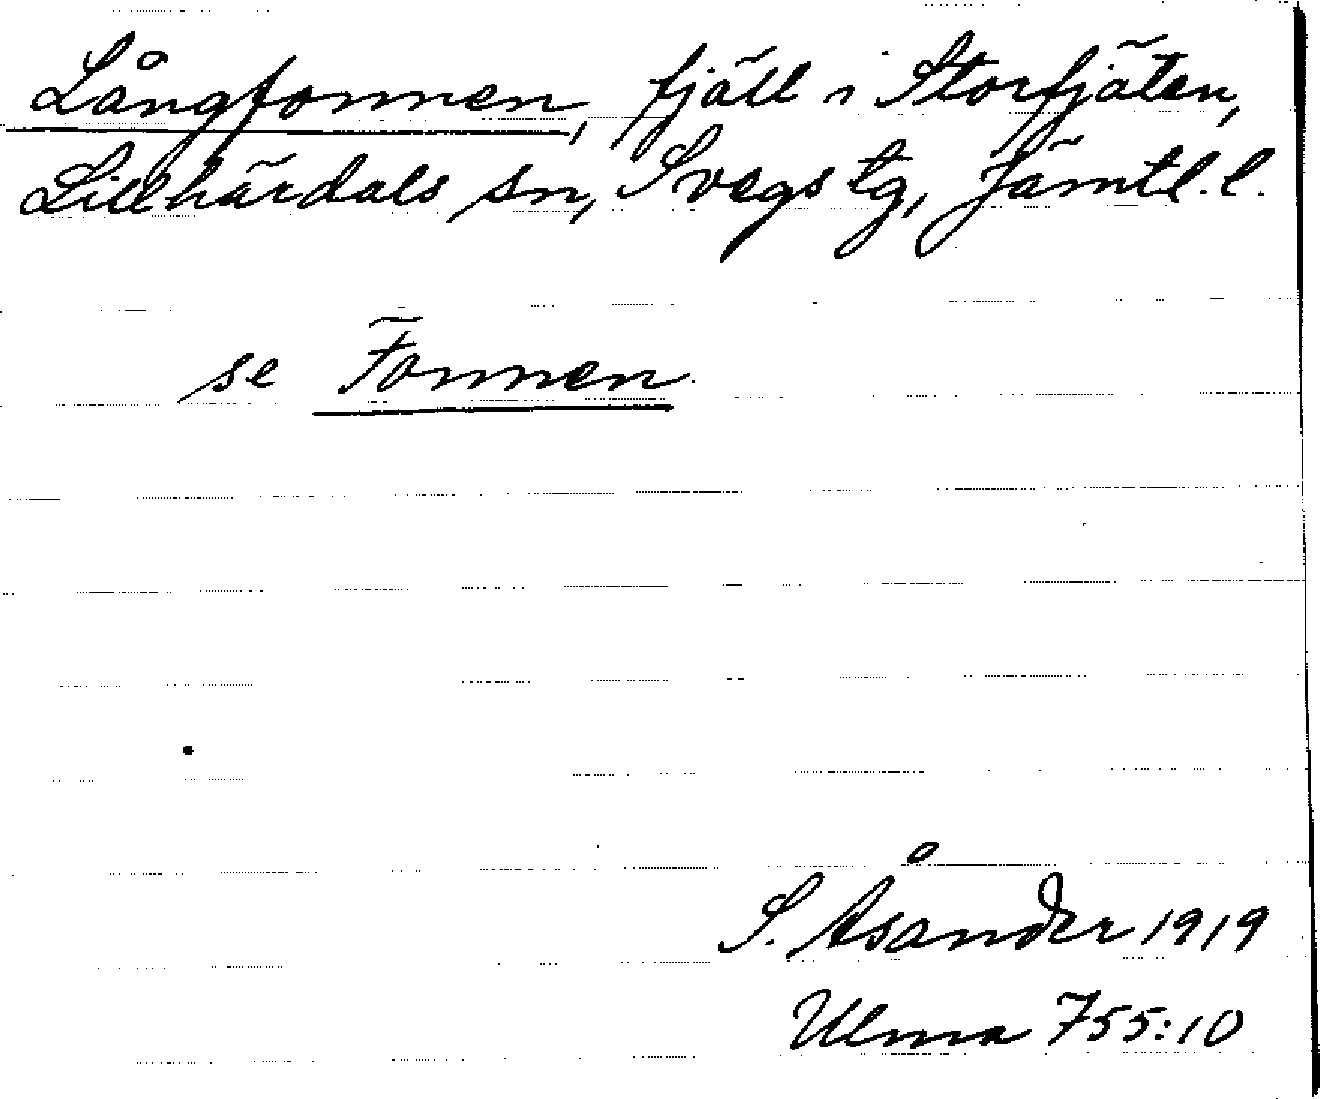 Långfonnen, fjäll i Storfjäten,
Lillhärdals sn, Svegs tg, Jämtl. l.
se Fonnen.
S. Åsander 1919
Ulma 755:10